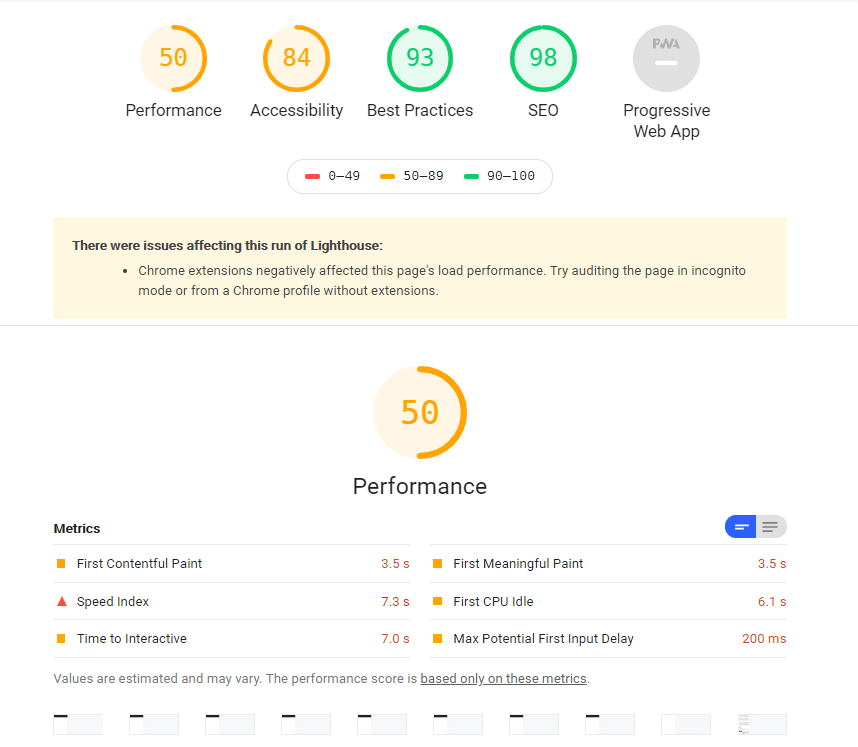 50 84 93 98 PWA
Performance Accessibility Best Practices SEO Progressive
Web App
0–49 50–89 90–100
There were issues affecting this run of Lighthouse:
• Chrome extensions negatively affected this page's load performance. Try auditing the page in incognito
mode or from a Chrome profile without extensions.
50
Performance
Metrics
First Contentful Paint 3.5 s First Meaningful Paint 3.5 s
Speed Index 7.3 s First CPU Idle 6.1 s
Time to Interactive 7.0 s Max Potential First Input Delay 200 ms
Values are estimated and may vary. The performance score is based only on these metrics.